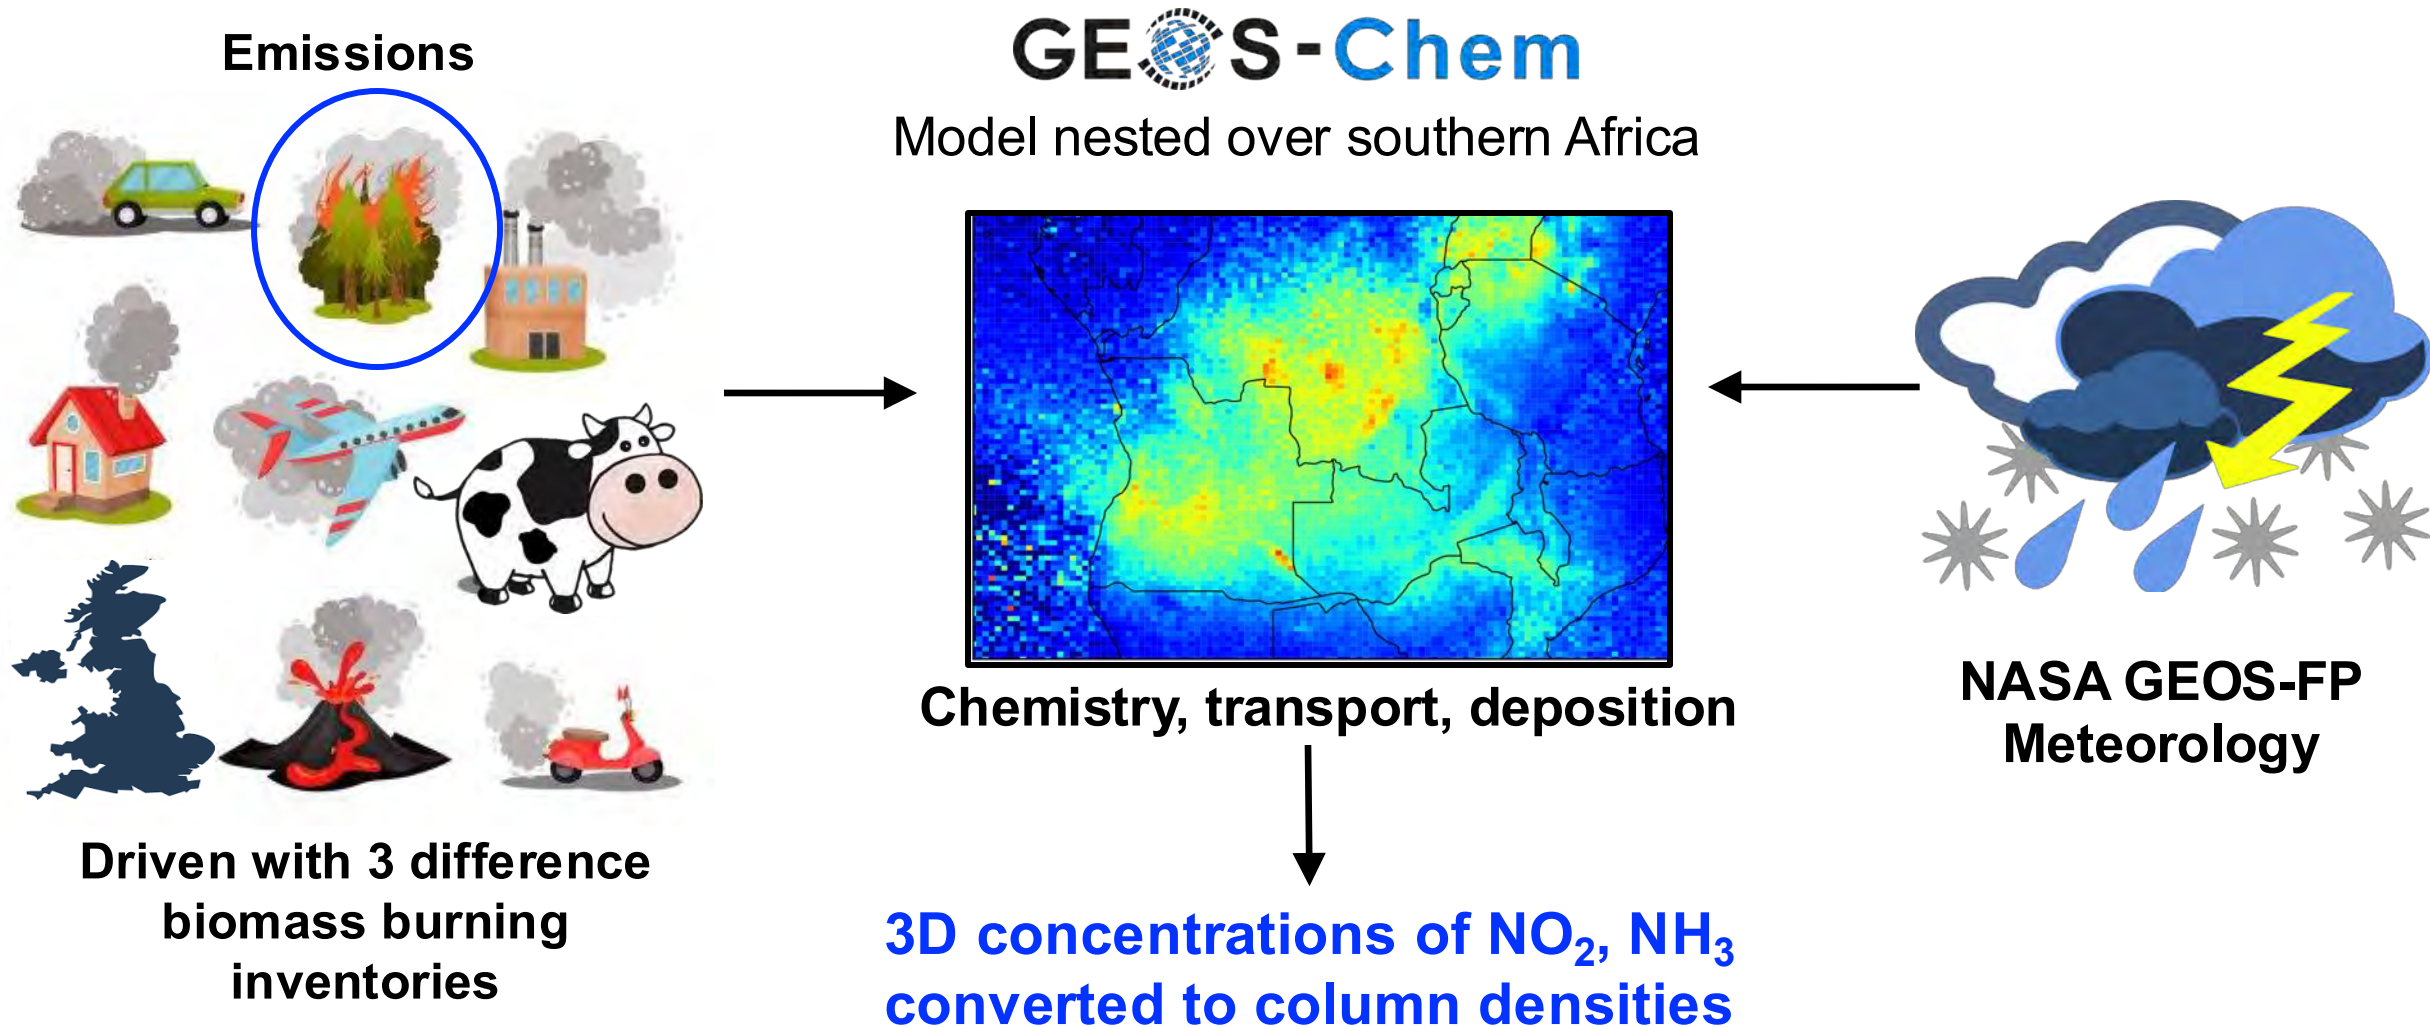 Emissions
Driven with 3 difference
biomass burning
inventories
GEOS-Chem
Model nested over southern Africa
Chemistry, transport, deposition
3D concentrations of NO₂, NH₃
converted to column densities
NASA GEOS-FP
Meteorology